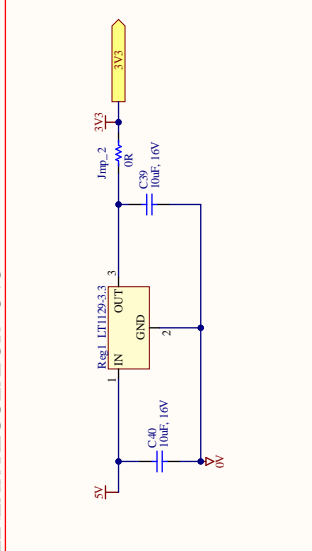 3V3
3V3
Jmp_2
0R
C39
10uF, 16V
3
Reg1 LT1129-3.3
OUT
GND
IN
2
1
C40
10uF, 16V
5V
0V